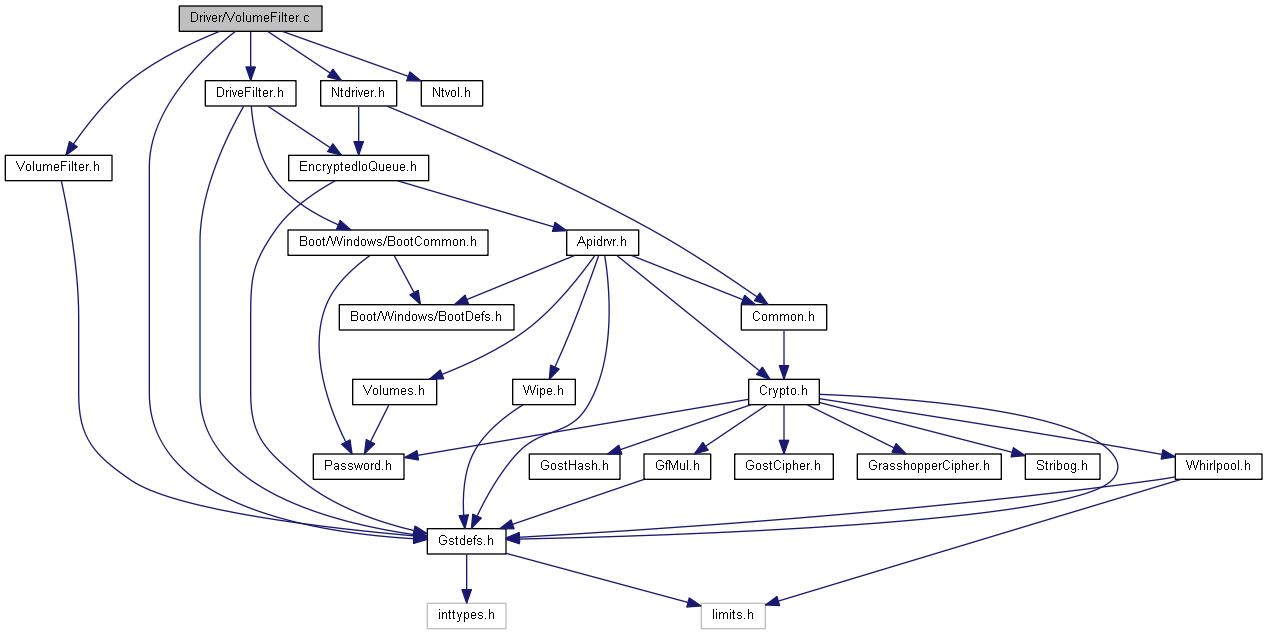 Driver/VolumeFilter.c
DriveFilter.h
Ntdriver.h
Ntvol.h
VolumeFilter.h
EncryptedIoQueue.h
Boot/Windows/BootCommon.h
Apidrvr.h
Boot/Windows/BootDefs.h
Common.h
Volumes.h
Wipe.h
Crypto.h
Password.h
GostHash.h
GfMul.h
GostCipher.h
GrasshopperCipher.h
Stribog.h
Whirlpool.h
Gstdefs.h
inttypes.h
limits.h